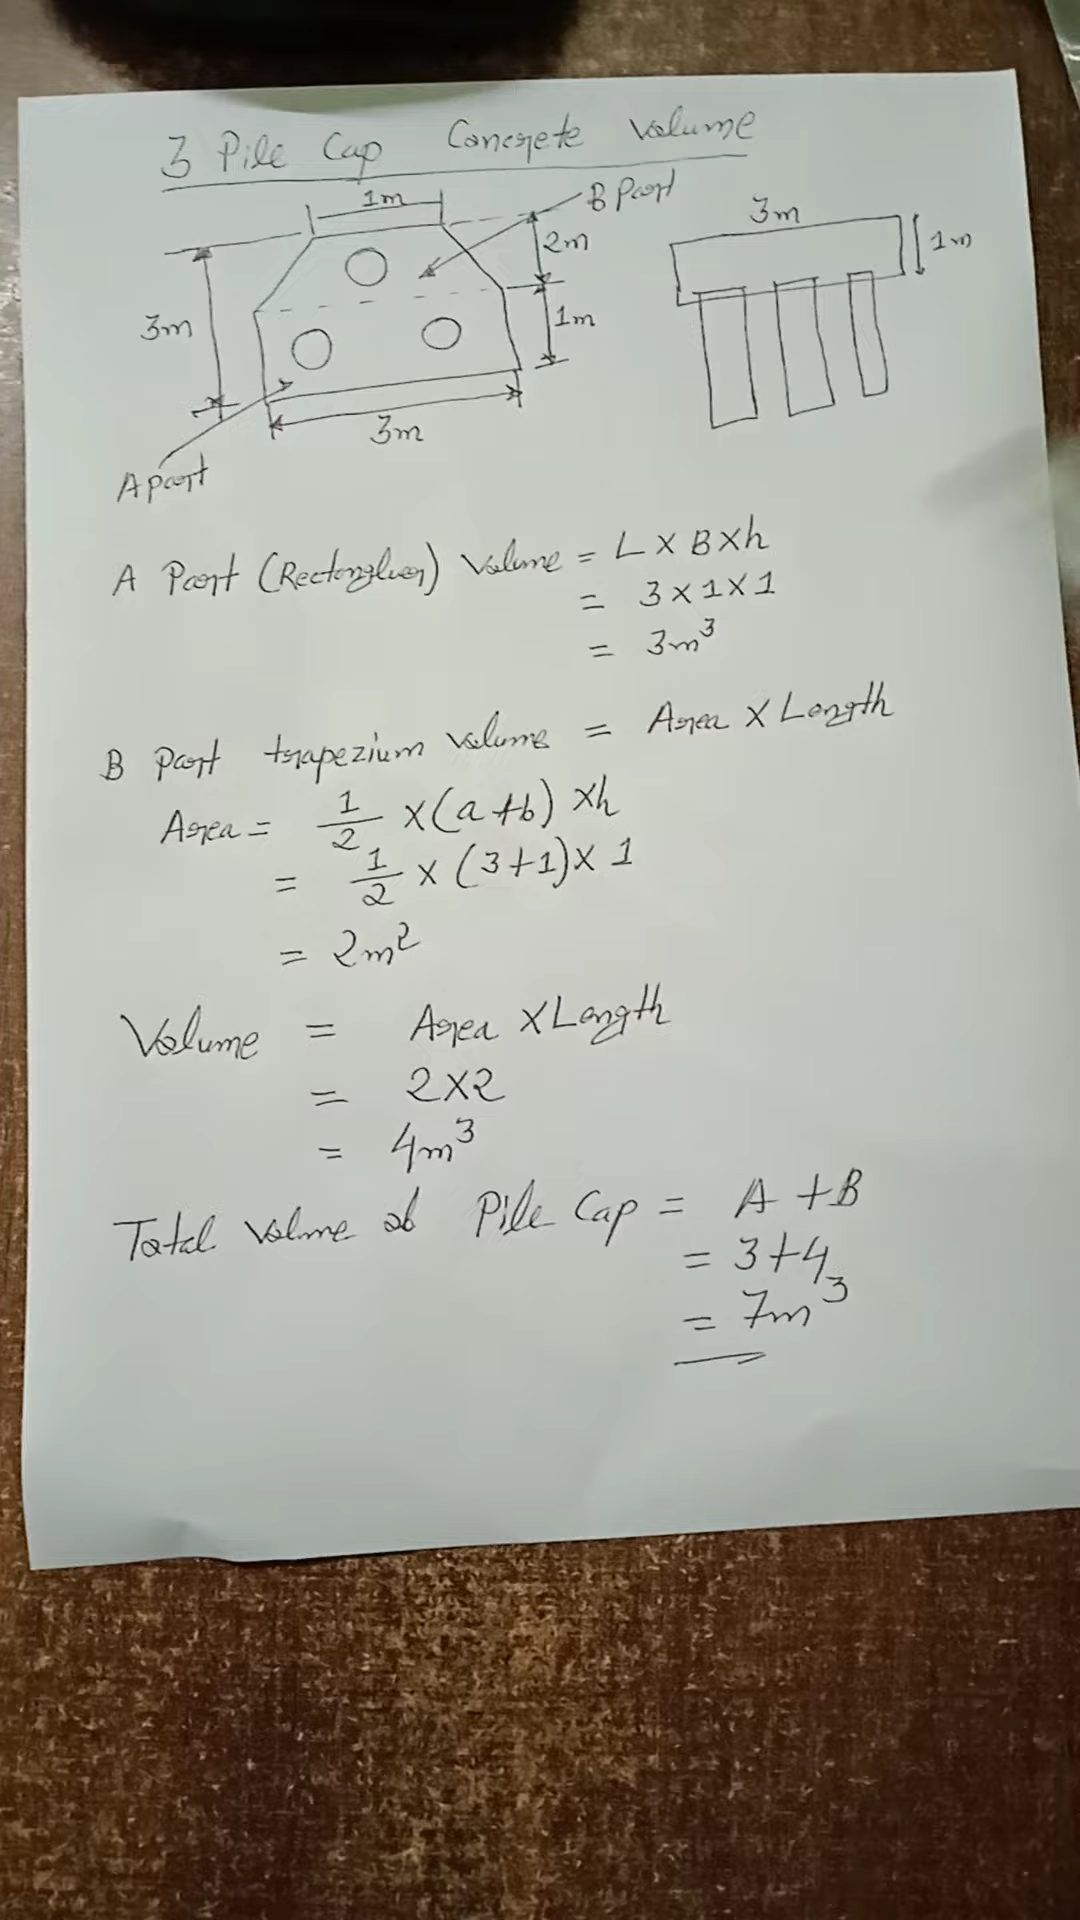 3 Pile Cap Concrete Volume
1m
B Part
3m
2m
1m
3m
1m
3m
A part
A Part (Rectangluer) Volume = L X B X h
= 3 X 1 X 1
= 3m³
B Part trapezium volume = Area X Length
Area = 1/2 X (a+b) X h
= 1/2 X (3+1) X 1
= 2m²
Volume = Area X Length
= 2X2
= 4m³
Total Volme of Pile Cap = A + B
= 3+4
= 7m³